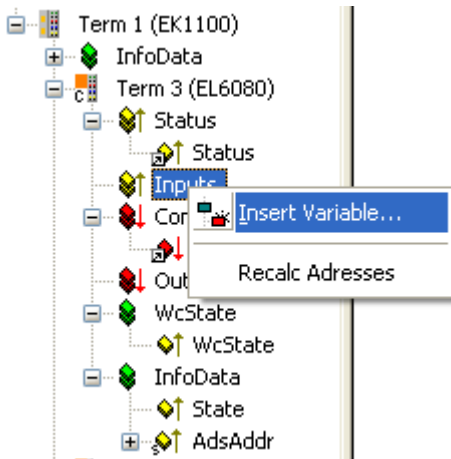 Term 1 (EK1100)
InfoData
Term 3 (EL6080)
C
Status
Status
Inputs
Insert Variable...
Con
Recalc Adresses
Out
WcState
WcState
InfoData
State
AdsAddr